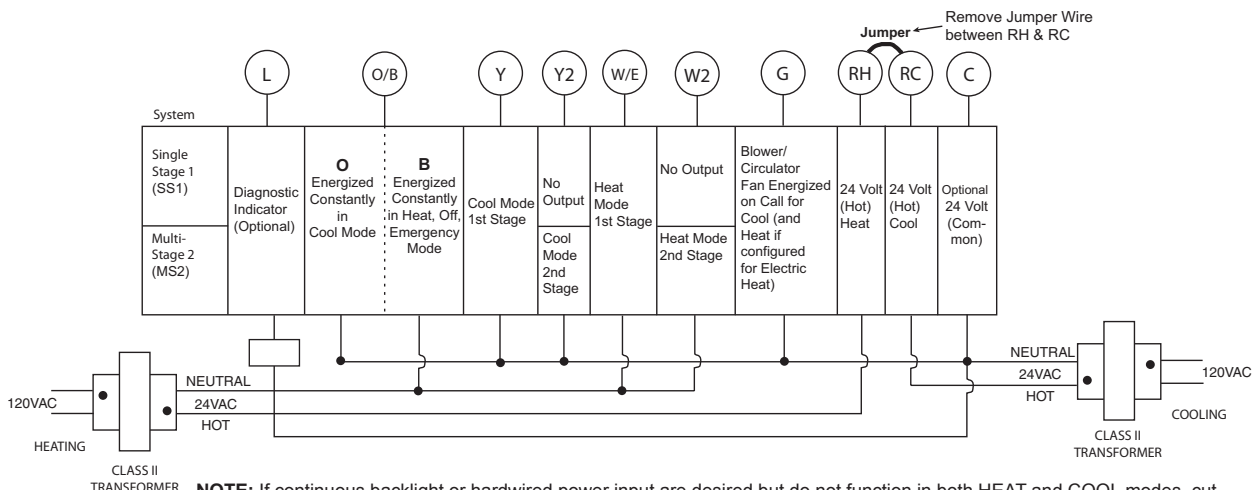 Remove Jumper Wire
between RH & RC
Jumper
L
O/B
Y
Y2
W/E
W2
G
RH
RC
C
System
Single
Stage 1
(SS1)
Multi-
Stage 2
(MS2)
Diagnostic
Indicator
(Optional)
O
Energized
Constantly
in
Cool Mode
B
Energized
Constantly
in Heat, Off,
Emergency
Mode
Cool Mode
1st Stage
No
Output
Cool
Mode
2nd
Stage
Heat
Mode
1st Stage
No Output
Heat Mode
2nd Stage
Blower/
Circulator
Fan Energized
on Call for
Cool (and
Heat if
configured
for Electric
Heat)
24 Volt
(Hot)
Heat
24 Volt
(Hot)
Cool
Optional
24 Volt
(Com-
mon)
120VAC
HEATING
CLASS II
TRANSFORMER
NEUTRAL
24VAC
HOT
NEUTRAL
24VAC
HOT
120VAC
COOLING
CLASS II
TRANSFORMER
NOTE: If continuous backlight or hardwired power input are desired but do not function in both HEAT and COOL modes, cut